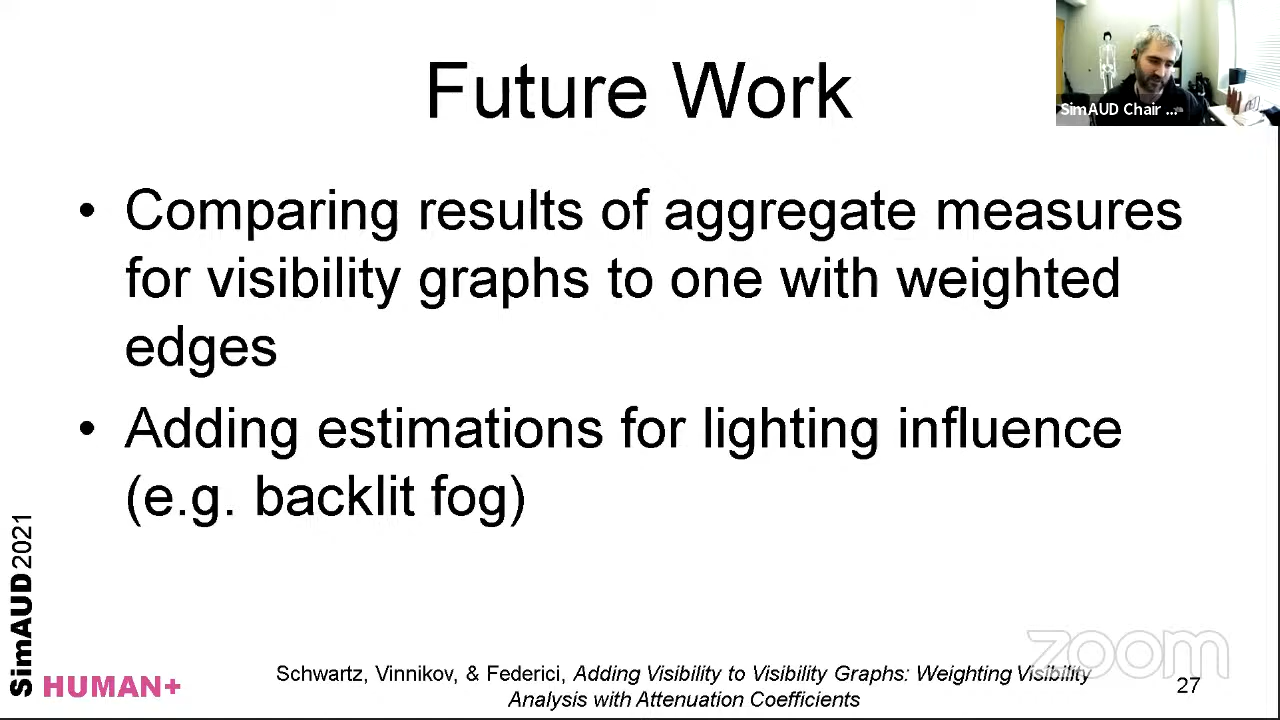 Future Work
SimAUD Chair ...
• Comparing results of aggregate measures
for visibility graphs to one with weighted
edges
• Adding estimations for lighting influence
(e.g. backlit fog)
SimAUD2021
HUMAN+
zoom
Schwartz, Vinnikov, & Federici, Adding Visibility to Visibility Graphs: Weighting Visibility
Analysis with Attenuation Coefficients
27